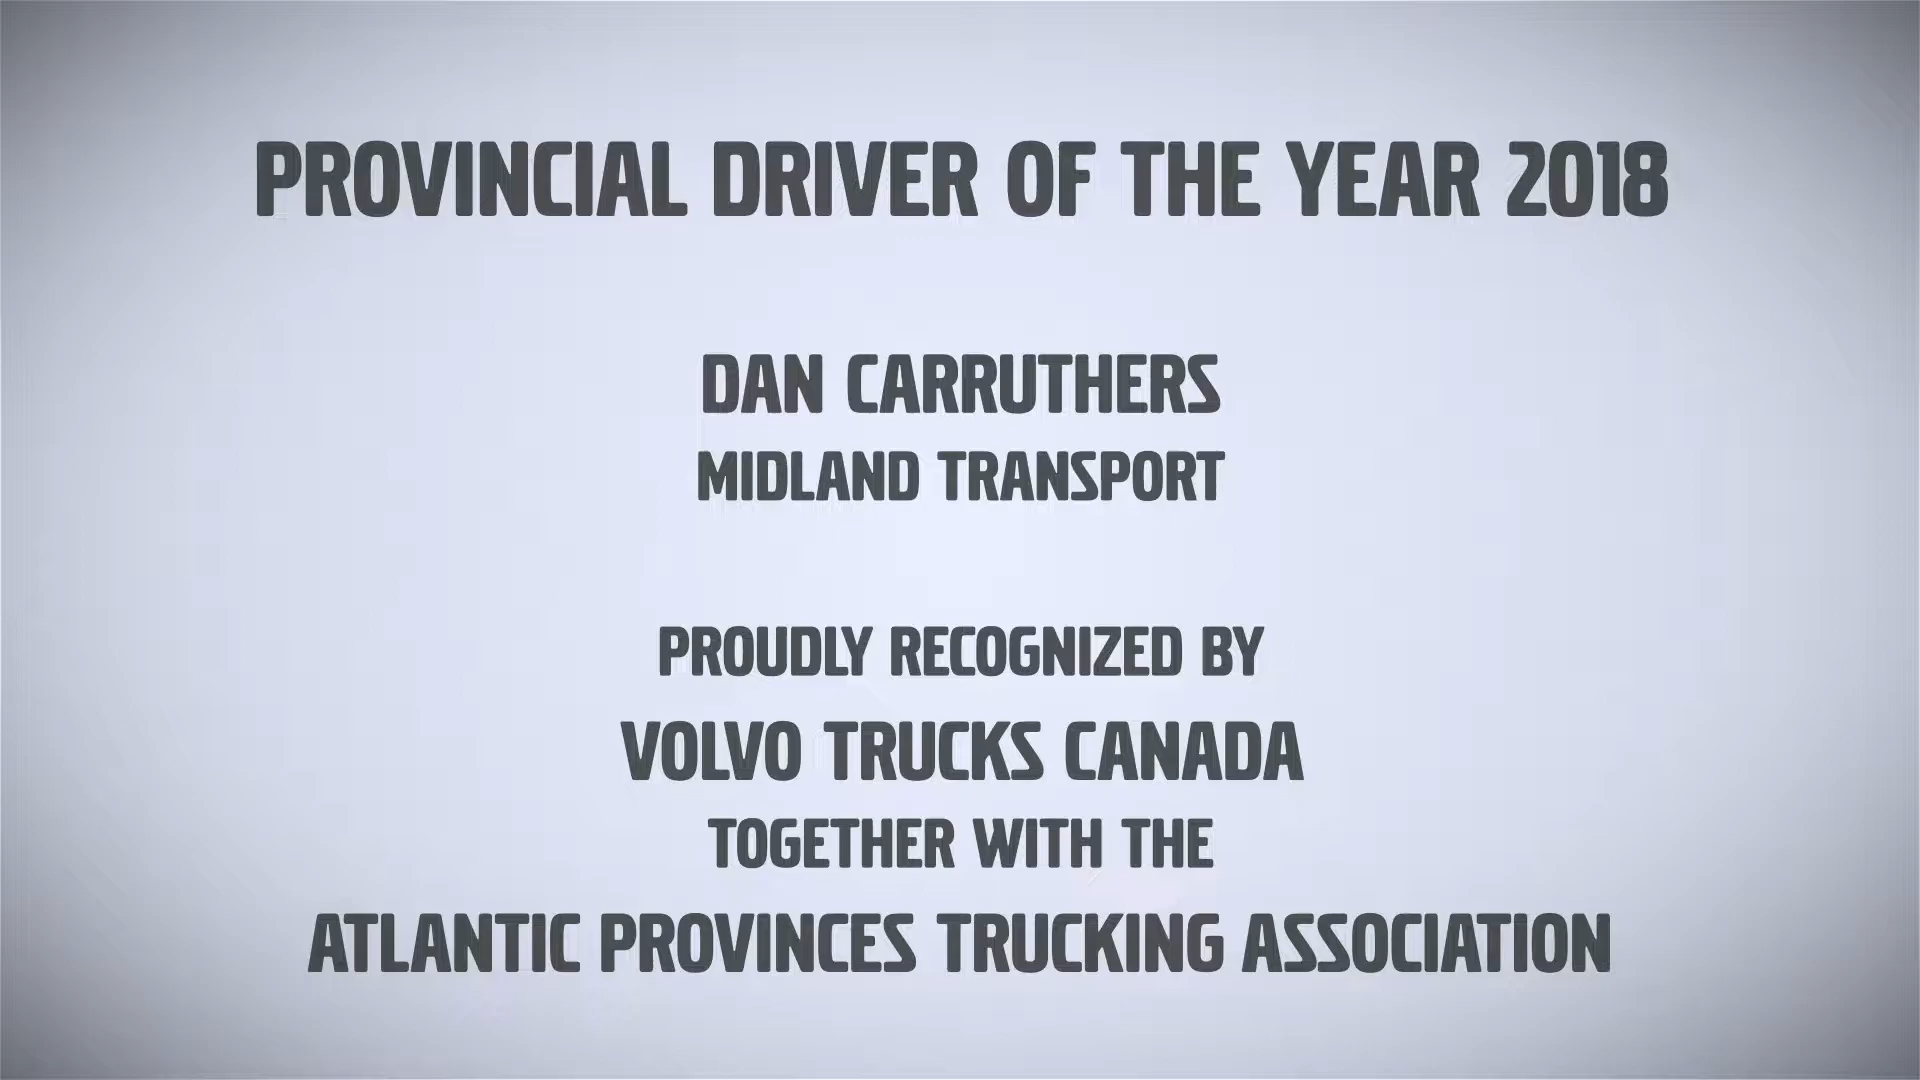 PROVINCIAL DRIVER OF THE YEAR 2018
DAN CARRUTHERS
MIDLAND TRANSPORT
PROUDLY RECOGNIZED BY
VOLVO TRUCKS CANADA
TOGETHER WITH THE
ATLANTIC PROVINCES TRUCKING ASSOCIATION